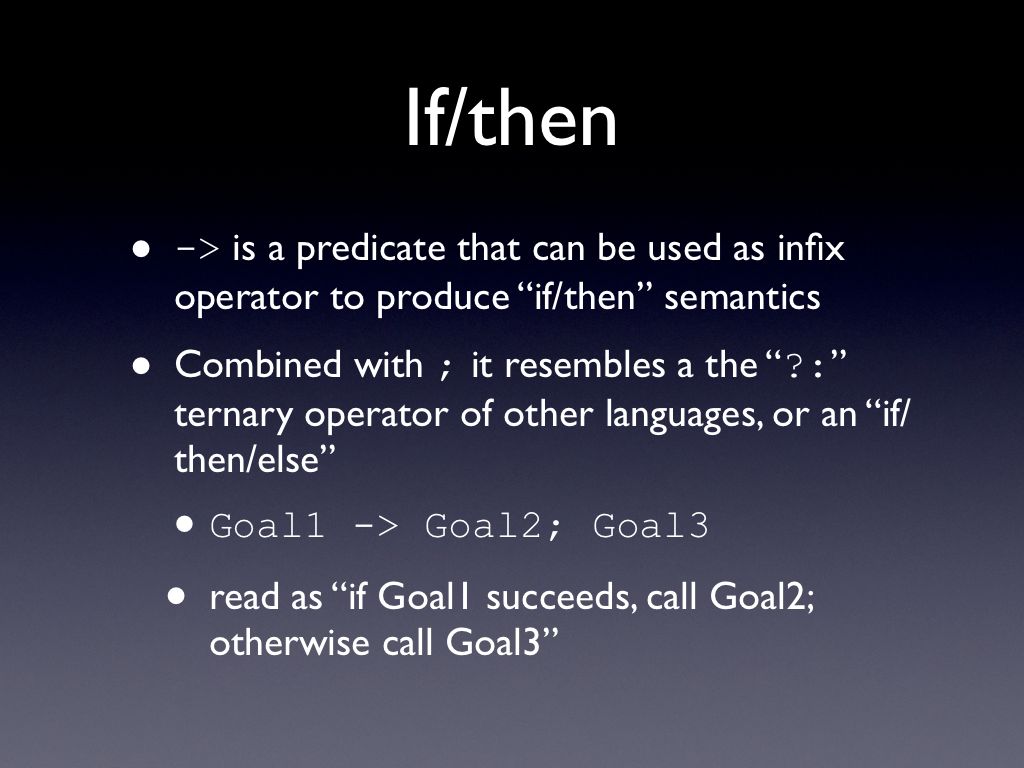 If/then
• -> is a predicate that can be used as infix
operator to produce “if/then” semantics
• Combined with ; it resembles a the “?:”
ternary operator of other languages, or an “if/
then/else”
• Goal1 -> Goal2; Goal3
• read as “if Goal1 succeeds, call Goal2;
otherwise call Goal3”